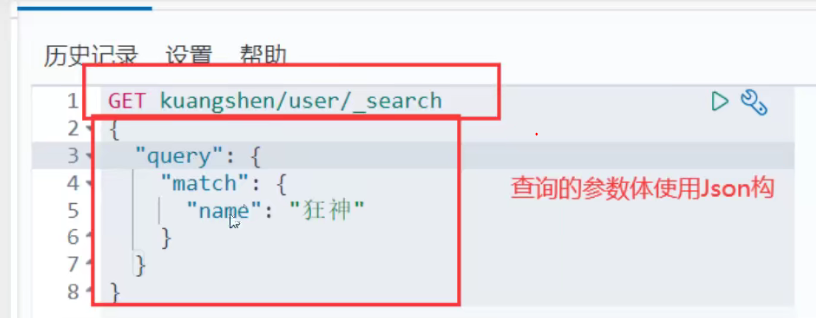 历史记录 设置 帮助
1 GET kuangshen/user/_search
2 {
3 "query": {
4 "match": {
5 "name": "狂神"
6 }
7 }
8 }
查询的参数体使用Json构